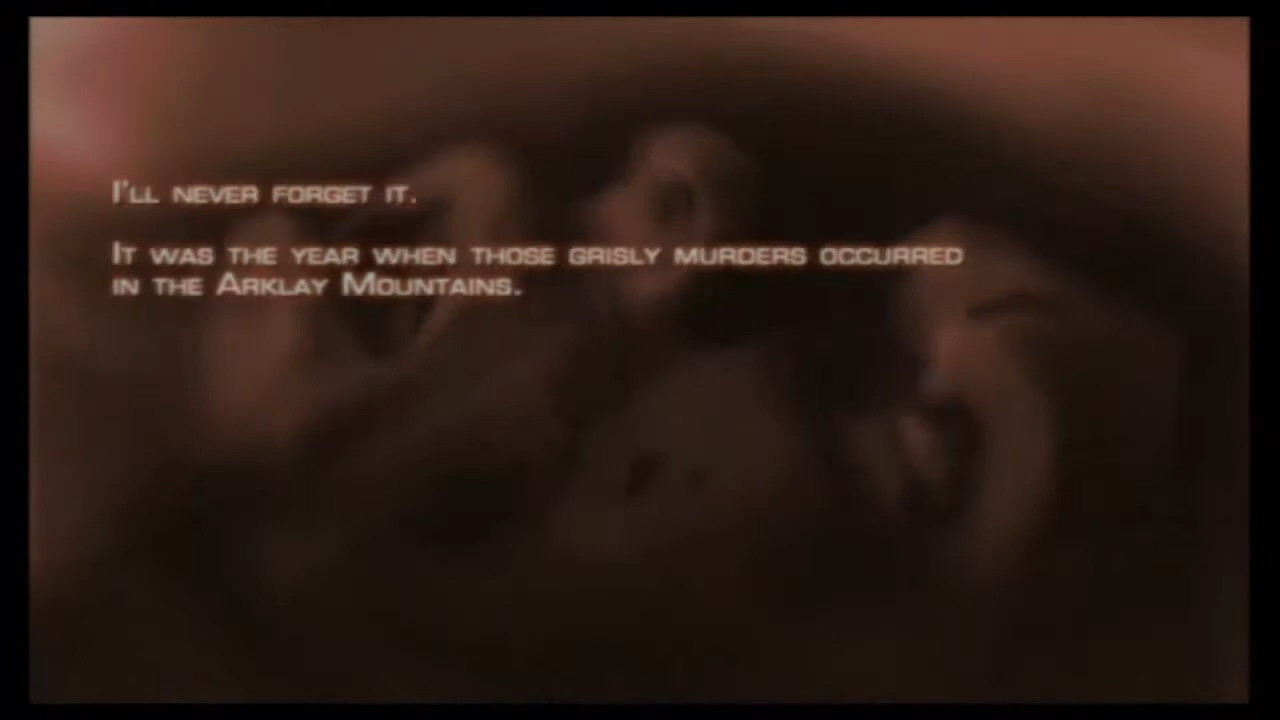 I'll never forget it.
It was the year when those grisly murders occurred
in the Arklay Mountains.